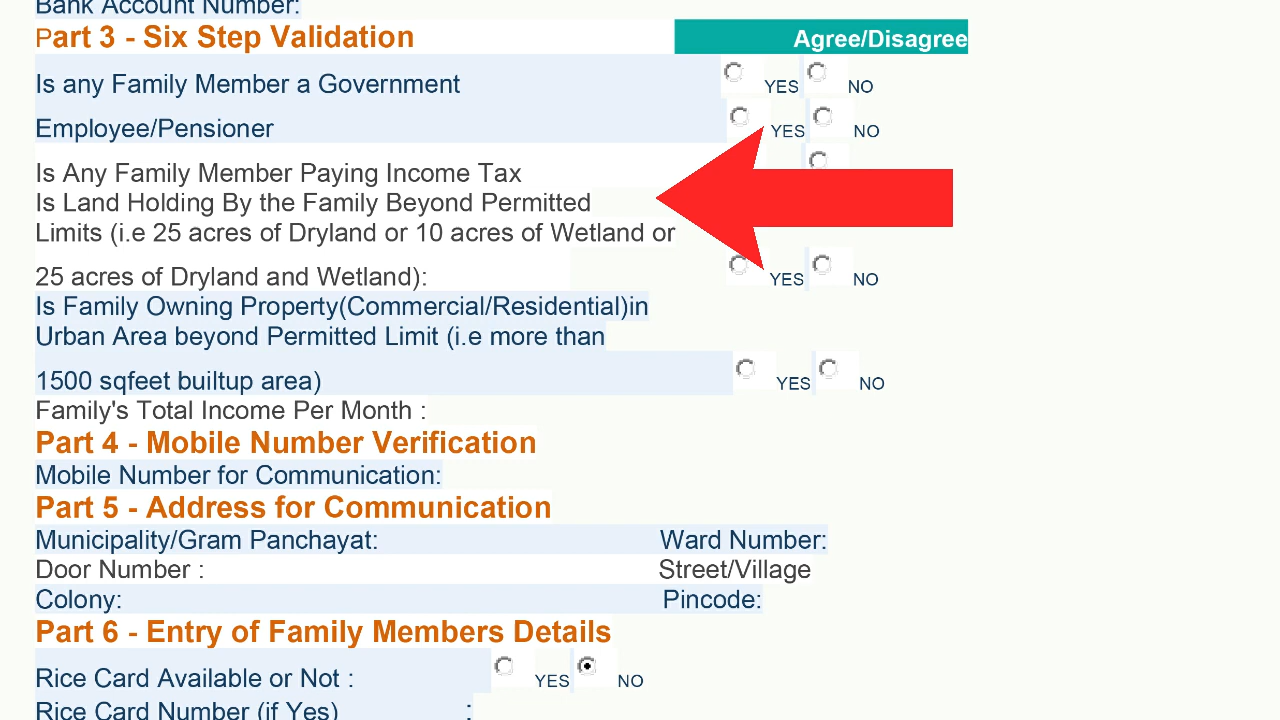 Bank Account Number:
Part 3 - Six Step Validation Agree/Disagree
Is any Family Member a Government YES NO
Employee/Pensioner YES NO
Is Any Family Member Paying Income Tax
Is Land Holding By the Family Beyond Permitted
Limits (i.e 25 acres of Dryland or 10 acres of Wetland or
25 acres of Dryland and Wetland): YES NO
Is Family Owning Property(Commercial/Residential)in
Urban Area beyond Permitted Limit (i.e more than
1500 sqfeet builtup area) YES NO
Family's Total Income Per Month :
Part 4 - Mobile Number Verification
Mobile Number for Communication:
Part 5 - Address for Communication
Municipality/Gram Panchayat: Ward Number:
Door Number : Street/Village
Colony: Pincode:
Part 6 - Entry of Family Members Details
Rice Card Available or Not : YES NO
Rice Card Number (if Yes) :